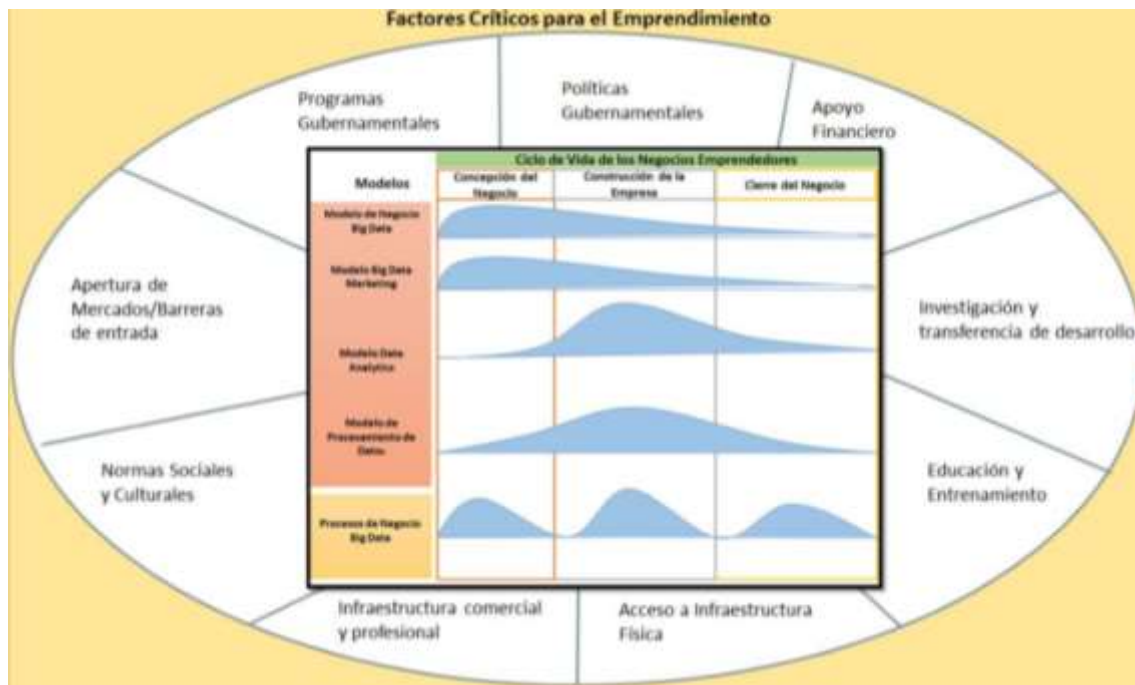 Factores Críticos para el Emprendimiento
Programas
Gubernamentales
Políticas
Gubernamentales
Apoyo
Financiero
Ciclo de Vida de los Negocios Emprendedores
Modelos
Concepción del
Negocio
Construcción de la
Empresa
Cierre del Negocio
Modelo de Negocio
Big Data
Modelo Big Data
Marketing
Modelo Data
Analytics
Modelo de
Procesamiento de
Datos
Procesos de Negocio
Big Data
Apertura de
Mercados/Barreras
de entrada
Investigación y
transferencia de desarrollo
Normas Sociales
y Culturales
Educación y
Entrenamiento
Infraestructura comercial
y profesional
Acceso a Infraestructura
Física